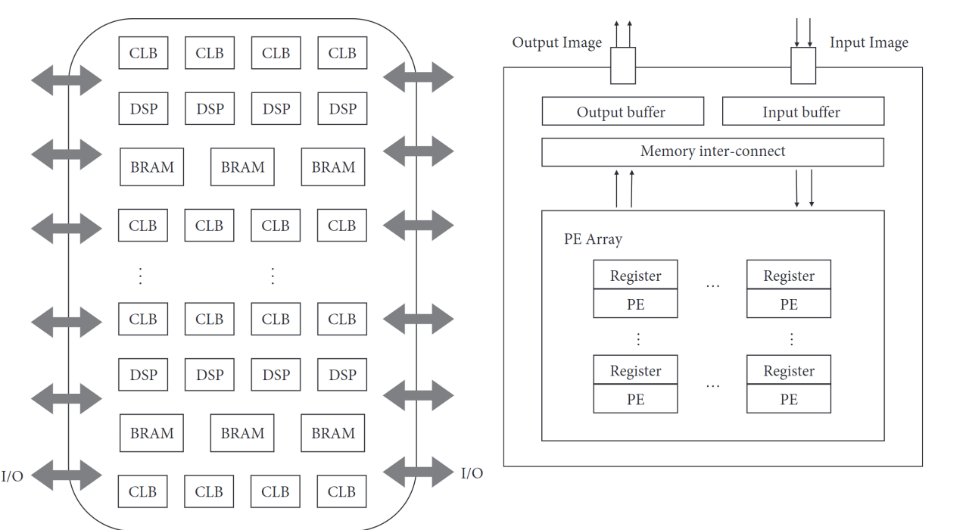 CLB CLB CLB CLB
DSP DSP DSP DSP
BRAM BRAM BRAM
CLB CLB CLB CLB
⋮ ⋮
CLB CLB CLB CLB
DSP DSP DSP DSP
BRAM BRAM BRAM
I/O I/O
CLB CLB CLB CLB
Output Image Input Image
Output buffer Input buffer
Memory inter-connect
PE Array
Register Register
...
PE PE
⋮ ⋮
Register Register
...
PE PE